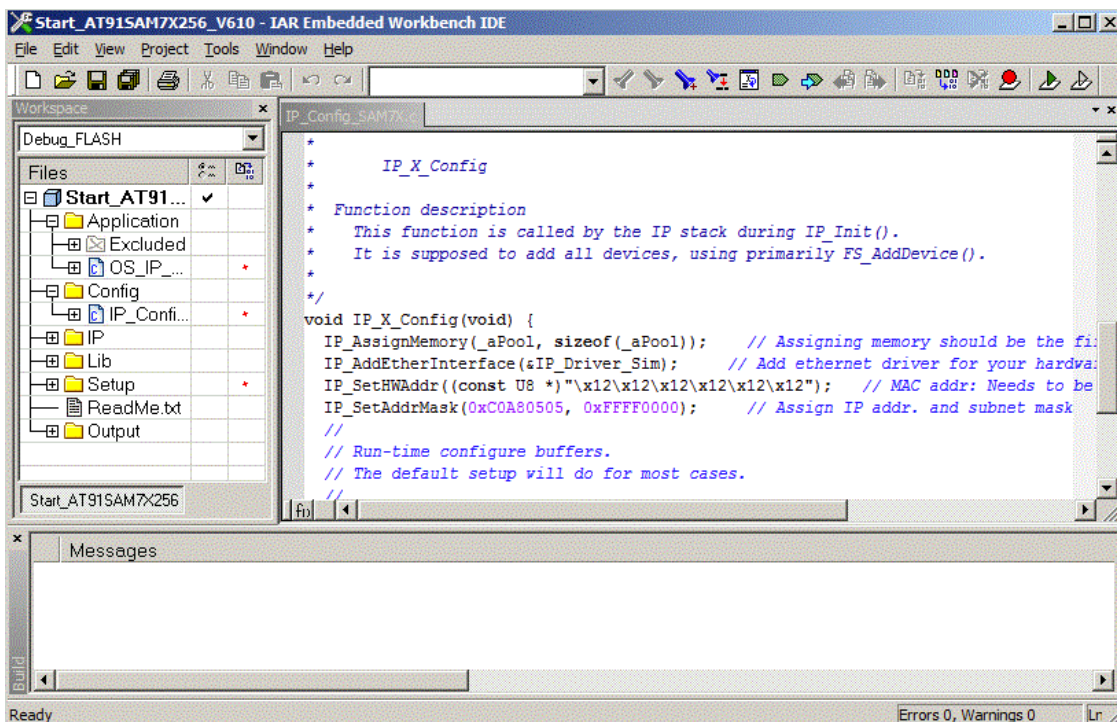 Start_AT91SAM7X256_V610 - IAR Embedded Workbench IDE
File Edit View Project Tools Window Help
Workspace
Debug_FLASH
Files
Start_AT91...
Application
Excluded
OS_IP_...
Config
IP_Confi...
IP
Lib
Setup
ReadMe.txt
Output
Start_AT91SAM7X256
IP_Config_SAM7X.c
*
* IP_X_Config
*
* Function description
* This function is called by the IP stack during IP_Init().
* It is supposed to add all devices, using primarily FS_AddDevice().
*
*/
void IP_X_Config(void) {
IP_AssignMemory(_aPool, sizeof(_aPool)); // Assigning memory should be the fi
IP_AddEtherInterface(&IP_Driver_Sim); // Add ethernet driver for your hardwa
IP_SetHWAddr((const U8 *)"\x12\x12\x12\x12\x12\x12"); // MAC addr: Needs to be
IP_SetAddrMask(0xC0A80505, 0xFFFF0000); // Assign IP addr. and subnet mask
//
// Run-time configure buffers.
// The default setup will do for most cases.
//
f()
Messages
Build
Ready
Errors 0, Warnings 0
Ln